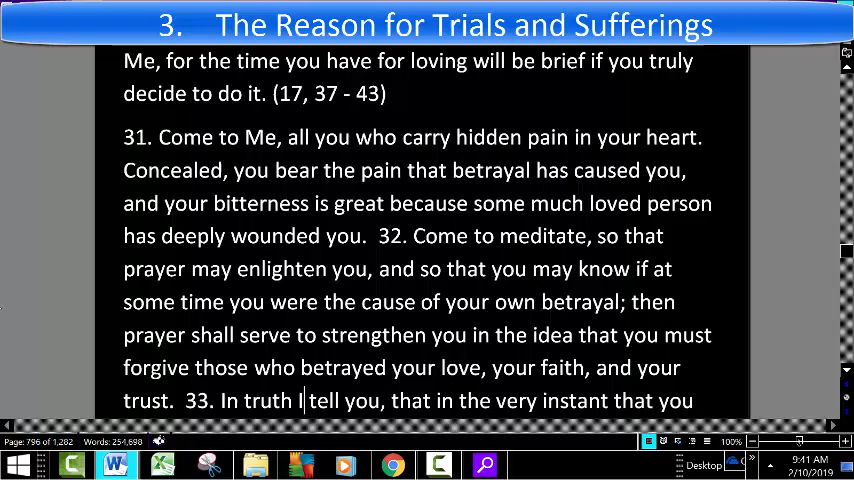 3. The Reason for Trials and Sufferings
Me, for the time you have for loving will be brief if you truly
decide to do it. (17, 37 - 43)
31. Come to Me, all you who carry hidden pain in your heart.
Concealed, you bear the pain that betrayal has caused you,
and your bitterness is great because some much loved person
has deeply wounded you. 32. Come to meditate, so that
prayer may enlighten you, and so that you may know if at
some time you were the cause of your own betrayal; then
prayer shall serve to strengthen you in the idea that you must
forgive those who betrayed your love, your faith, and your
trust. 33. In truth I tell you, that in the very instant that you
Page: 796 of 1,282 Words: 254,698 100%
Desktop
9:41 AM
2/10/2019